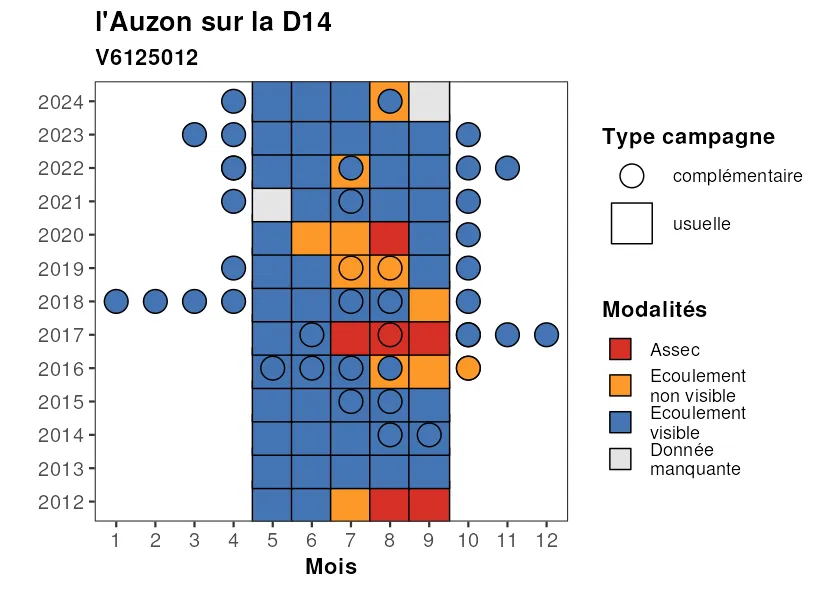 l'Auzon sur la D14
V6125012
2024
2023
2022
2021
2020
2019
2018
2017
2016
2015
2014
2013
2012
1 2 3 4 5 6 7 8 9 10 11 12
Mois
Type campagne
complémentaire
usuelle
Modalités
Assec
Ecoulement
non visible
Ecoulement
visible
Donnée
manquante